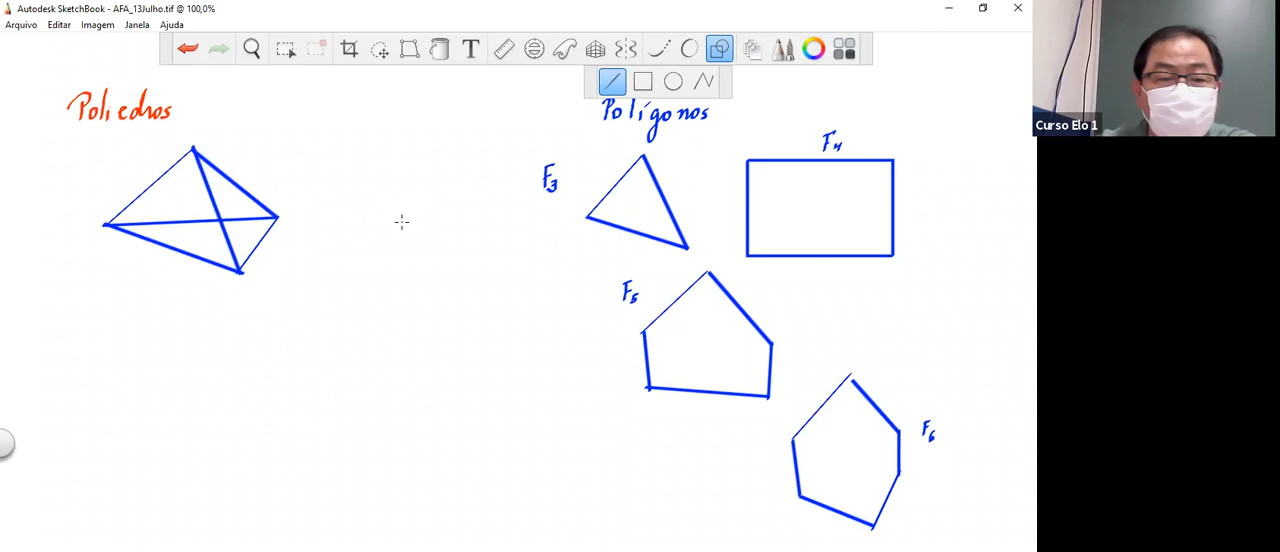 Autodesk SketchBook - AFA_13Julho.tif @ 100,0%
Arquivo Editar Imagem Janela Ajuda
T
Poliedros
Polígonos
F3
F4
F5
F6
Curso Elo 1